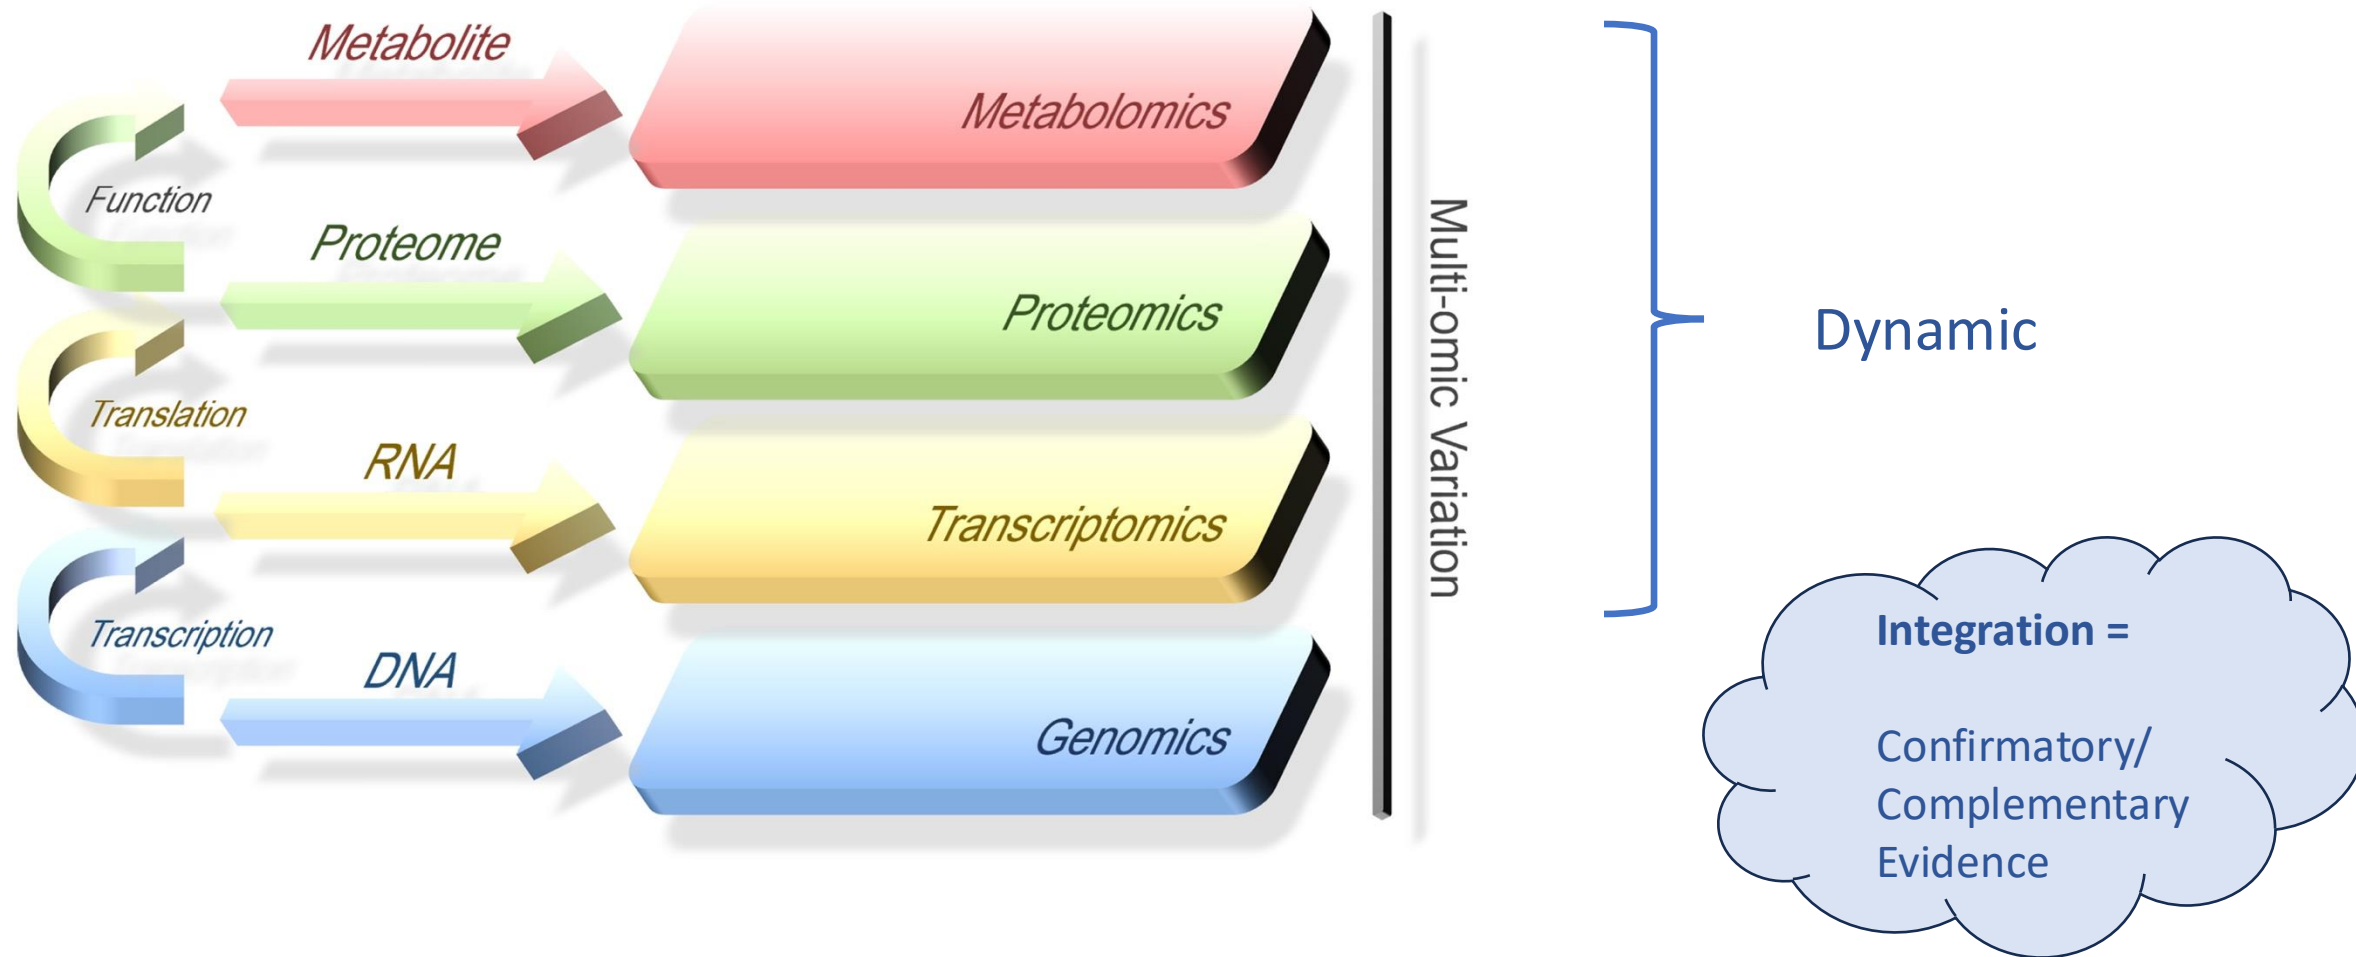 Metabolite
Metabolomics
Function
Proteome
Proteomics
Translation
RNA
Transcriptomics
Transcription
DNA
Genomics
Multi-omic Variation
Dynamic
Integration =
Confirmatory/
Complementary
Evidence